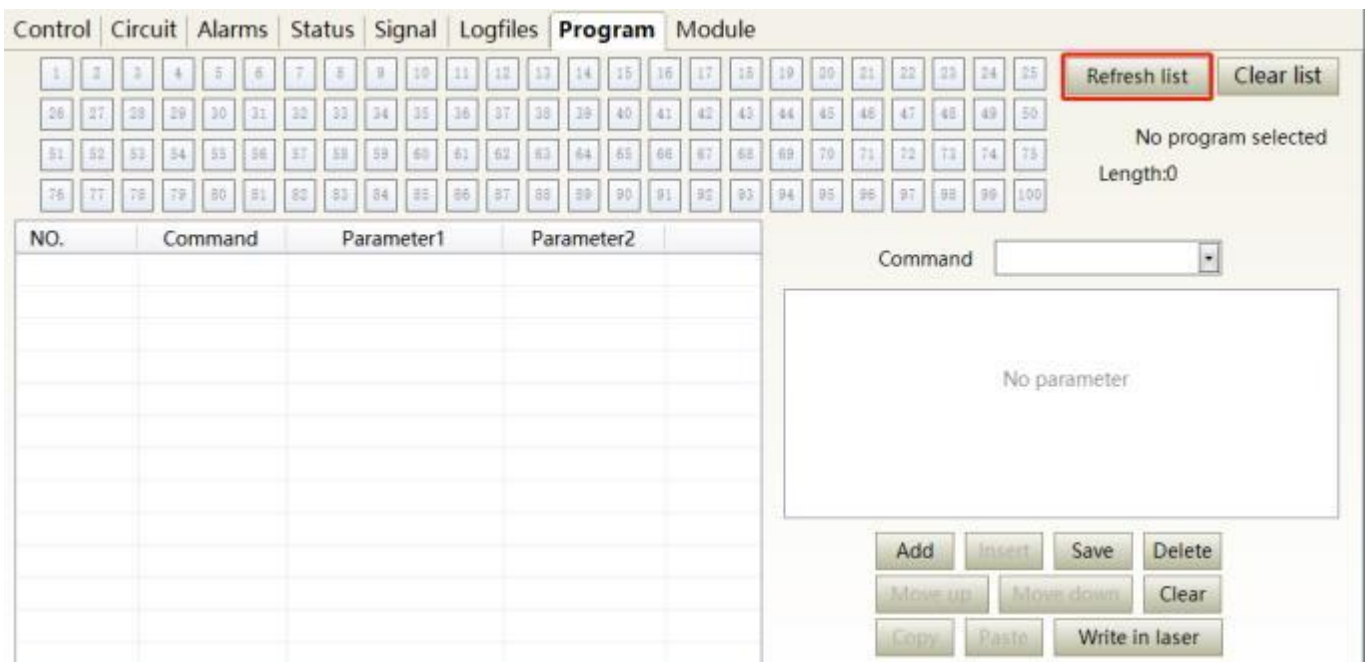 Control Circuit Alarms Status Signal Logfiles Program Module
1 2 3 4 5 6 7 8 9 10 11 12 13 14 15 16 17 18 19 20 21 22 23 24 25 Refresh list Clear list
26 27 28 29 30 31 32 33 34 35 36 37 38 39 40 41 42 43 44 45 46 47 48 49 50
No program selected
51 52 53 54 55 56 57 58 59 60 61 62 63 64 65 66 67 68 69 70 71 72 73 74 75
Length:0
76 77 78 79 80 81 82 83 84 85 86 87 88 89 90 91 92 93 94 95 96 97 98 99 100
NO. Command Parameter1 Parameter2
Command
No parameter
Add Insert Save Delete
Move up Move down Clear
Copy Paste Write in laser